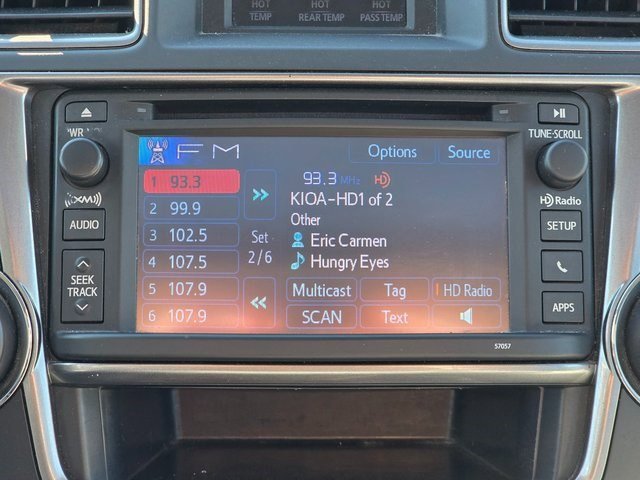 HOT HOT HOT
TEMP REAR TEMP PASS TEMP
PWR VOL TUNE·SCROLL
FM Options Source
1 93.3 93.3 MHz HD
KIOA-HD1 of 2
2 99.9 Other
3 102.5 Set Eric Carmen
4 107.5 2/6 Hungry Eyes
5 107.9 Multicast Tag HD Radio
6 107.9 SCAN Text
(XM) HD Radio
AUDIO SETUP
SEEK
TRACK APPS
57057